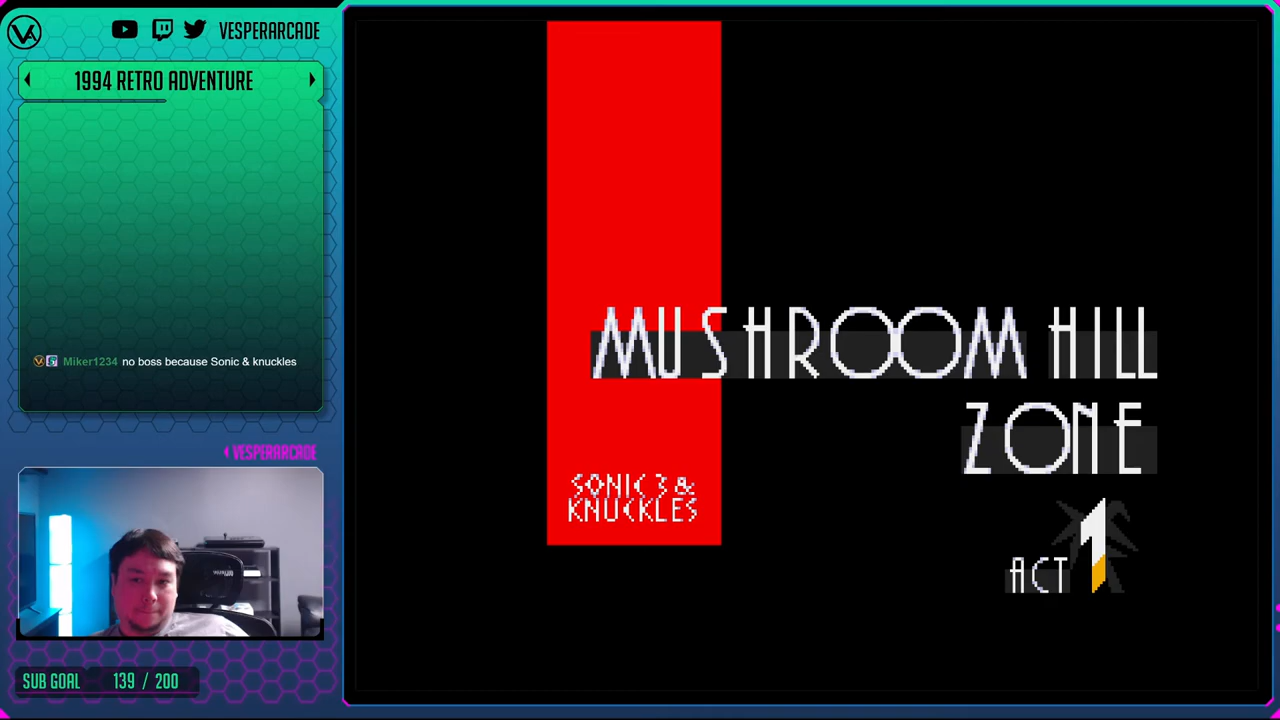 VESPERARCADE
1994 RETRO ADVENTURE
Miker1234 no boss because Sonic & knuckles
VESPERARCADE
SUB GOAL 139 / 200
MUSHROOM HILL
ZONE
SONIC 3 &
KNUCKLES
ACT 1